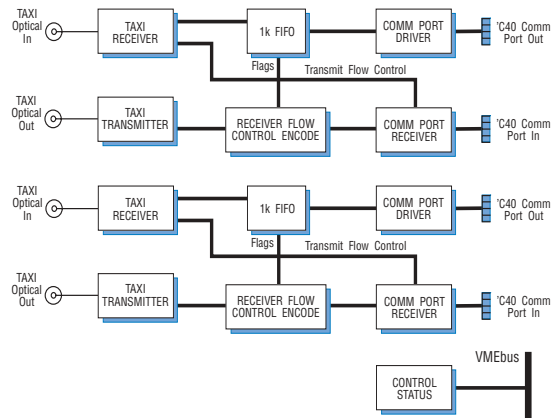 TAXI
Optical
In
TAXI
RECEIVER
1k FIFO
COMM PORT
DRIVER
'C40 Comm
Port Out
Flags
Transmit Flow Control
TAXI
Optical
Out
TAXI
TRANSMITTER
RECEIVER FLOW
CONTROL ENCODE
COMM PORT
RECEIVER
'C40 Comm
Port In
TAXI
Optical
In
TAXI
RECEIVER
1k FIFO
COMM PORT
DRIVER
'C40 Comm
Port Out
Flags
Transmit Flow Control
TAXI
Optical
Out
TAXI
TRANSMITTER
RECEIVER FLOW
CONTROL ENCODE
COMM PORT
RECEIVER
'C40 Comm
Port In
VMEbus
CONTROL
STATUS